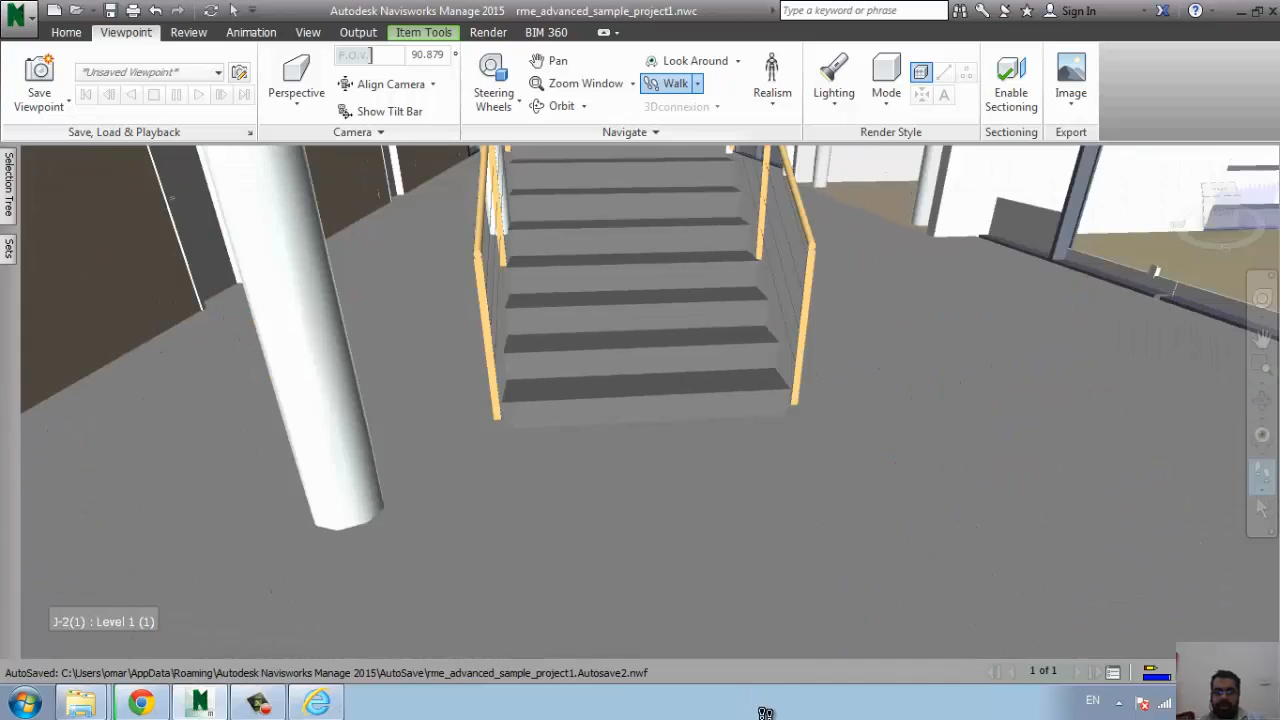 Autodesk Navisworks Manage 2015 rme_advanced_sample_project1.nwc
Type a keyword or phrase
Sign In
Home Viewpoint Review Animation View Output Item Tools Render BIM 360
Save
Viewpoint
*Unsaved Viewpoint*
Save, Load & Playback
Perspective
F.O.V. 90.879 °
Align Camera
Show Tilt Bar
Camera
Steering
Wheels
Pan
Zoom Window
Orbit
Look Around
Walk
3Dconnexion
Navigate
Realism
Lighting
Mode
Render Style
Enable
Sectioning
Sectioning
Image
Export
Selection Tree
Sets
J-2(1) : Level 1 (1)
AutoSaved: C:\Users\omar\AppData\Roaming\Autodesk Navisworks Manage 2015\AutoSave\rme_advanced_sample_project1.Autosave2.nwf
1 of 1
EN